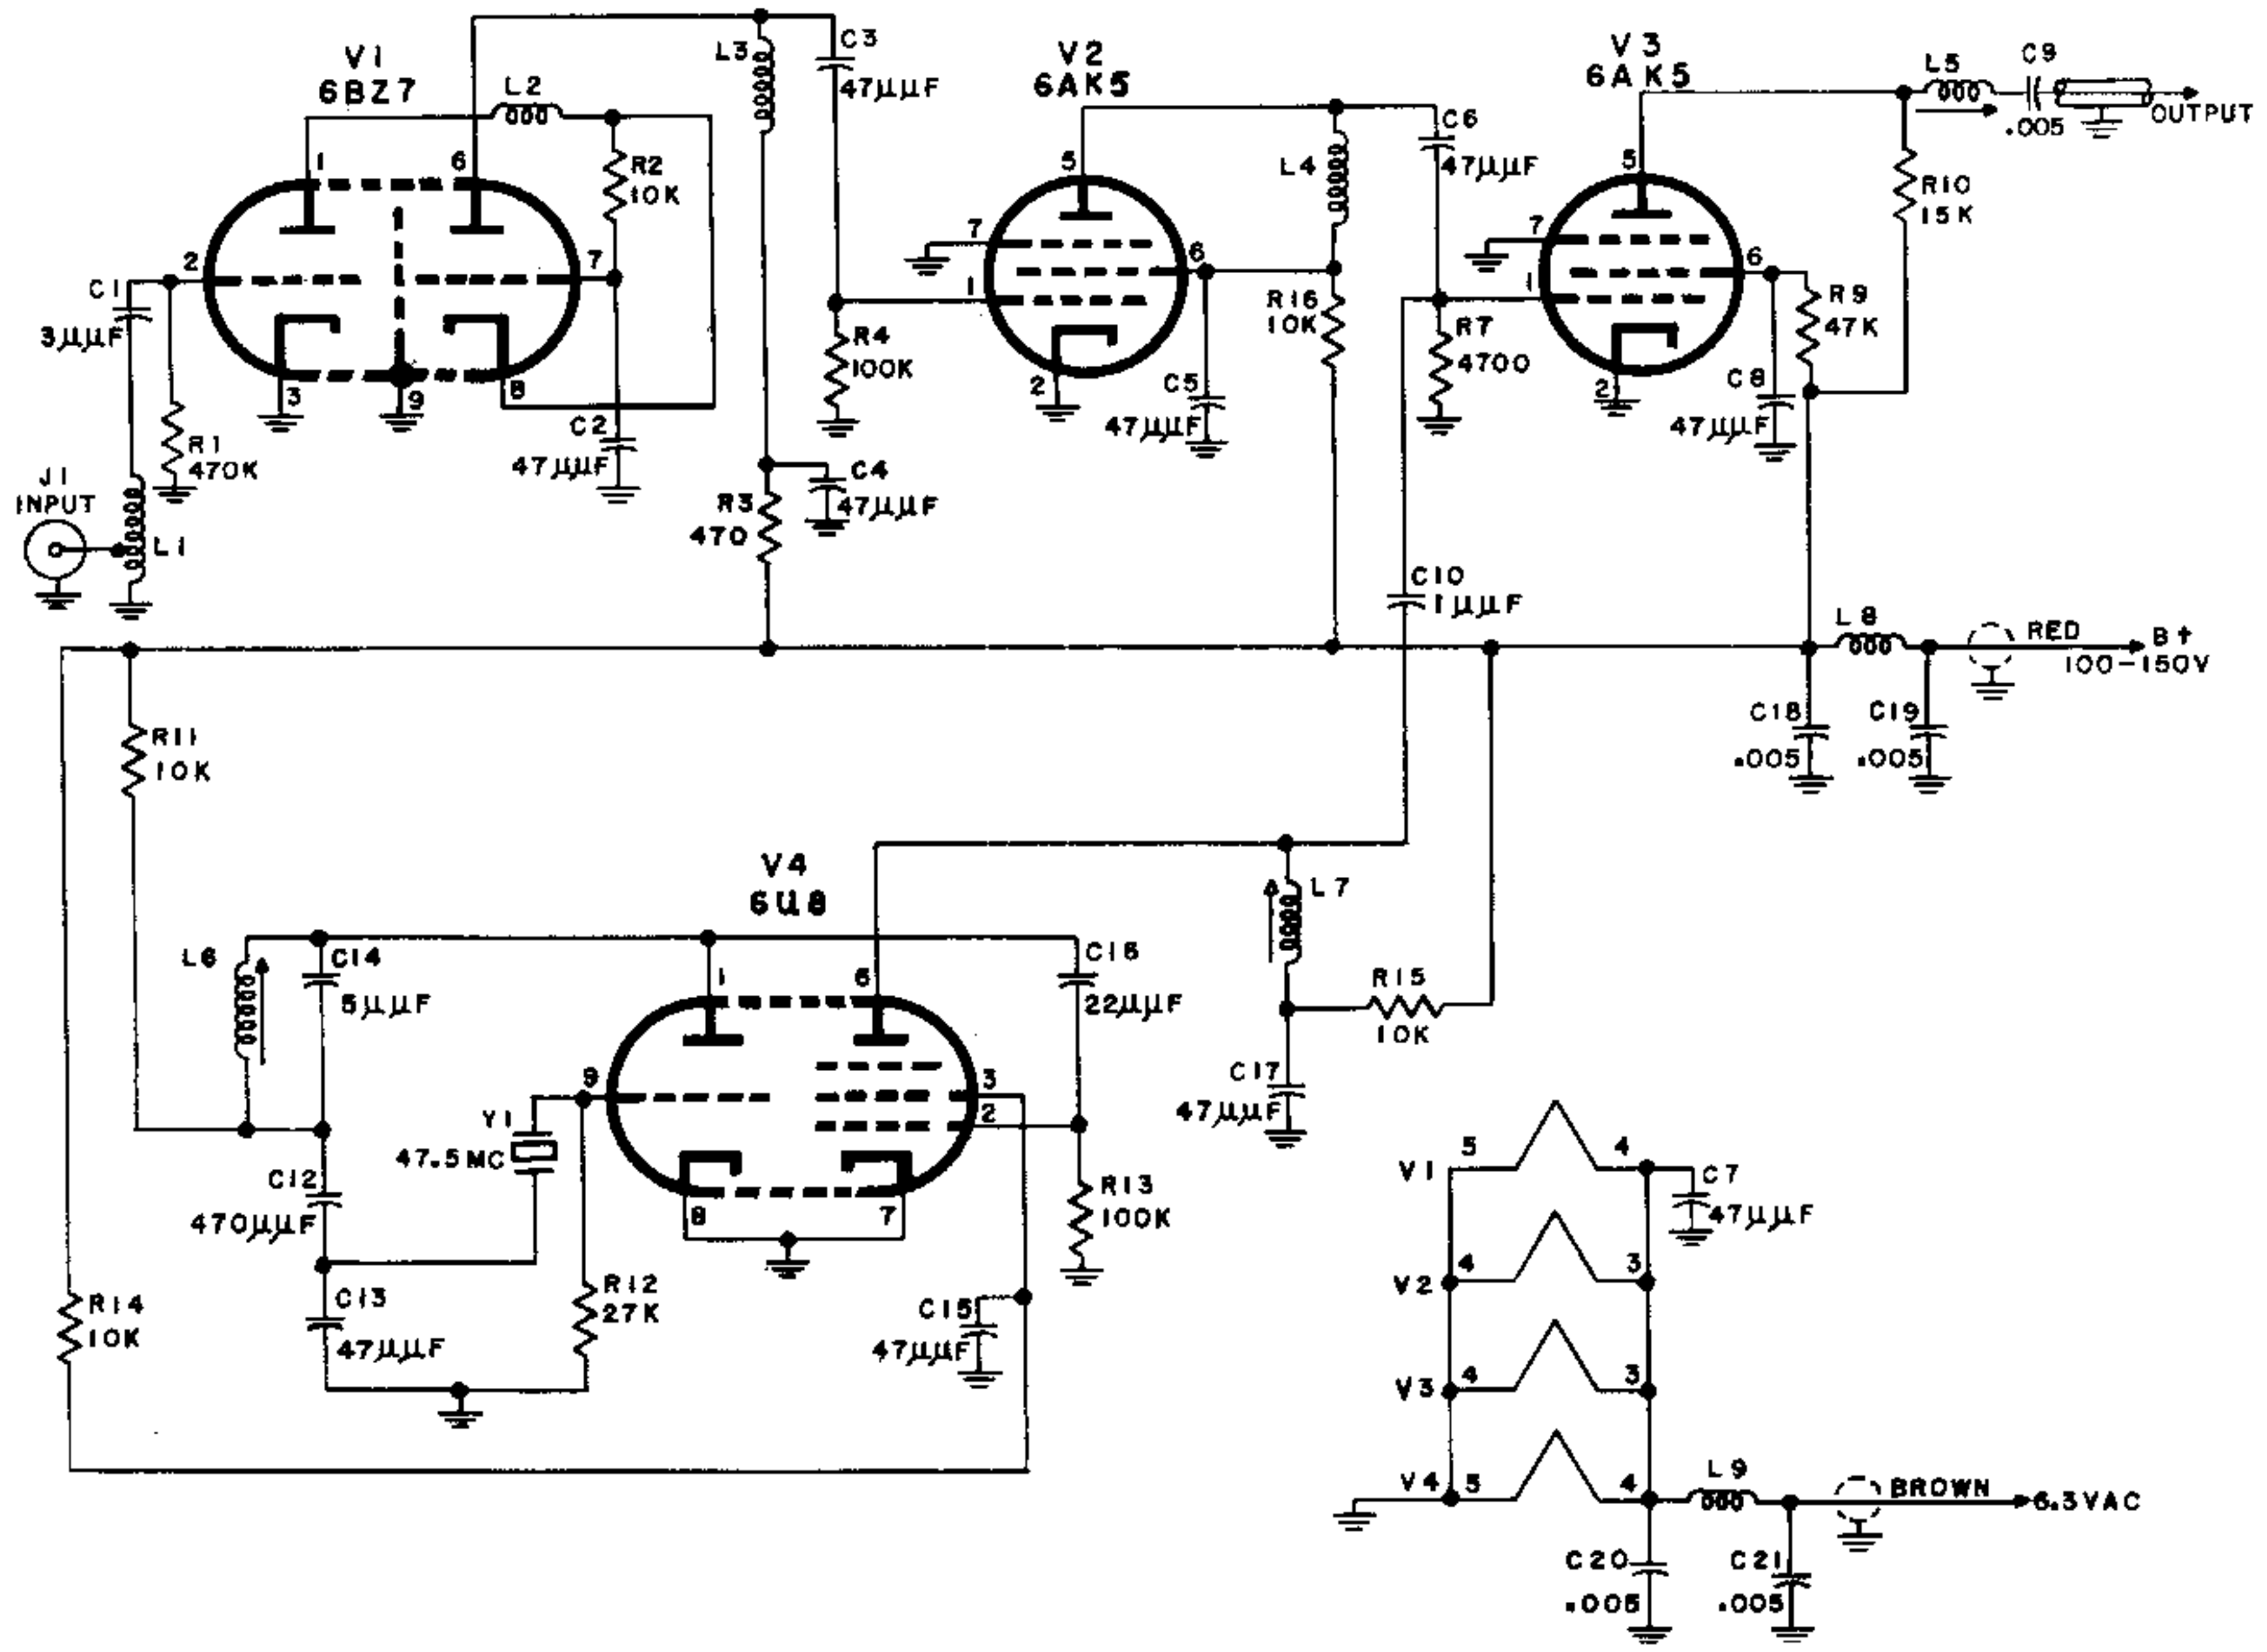 V1
6BZ7
L2
L3
C3
47µµF
V2
6AK5
V3
6AK5
L5
C9
.005
OUTPUT
1
6
R2
10K
5
L4
C6
47µµF
5
R10
15K
2
7
7
6
1
7
6
1
C1
3µµF
R16
10K
R9
47K
R4
100K
R7
4700
3
9
8
2
C5
47µµF
2
C8
47µµF
R1
470K
C2
47µµF
C4
47µµF
R3
470
J1
INPUT
L1
C10
1µµF
L8
RED
B+
100-150V
C18
.005
C19
.005
R11
10K
V4
6U8
L7
L6
C14
5µµF
1
6
C16
22µµF
R15
10K
9
3
2
C17
47µµF
Y1
47.5MC
C12
470µµF
8
7
R13
100K
R14
10K
C13
47µµF
R12
27K
C15
47µµF
V1
5
4
C7
47µµF
V2
4
3
V3
4
3
V4
5
4
L9
BROWN
6.3VAC
C20
.005
C21
.005